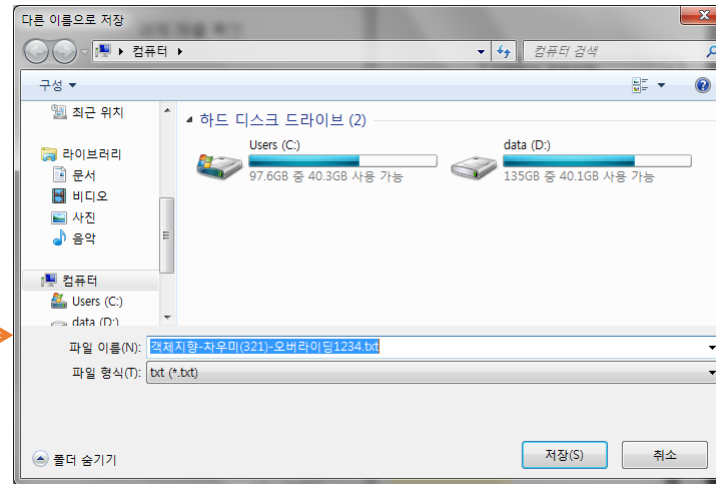 다른 이름으로 저장
컴퓨터
컴퓨터 검색
구성
최근 위치
하드 디스크 드라이브 (2)
라이브러리
Users (C:)
data (D:)
문서
97.6GB 중 40.3GB 사용 가능
135GB 중 40.1GB 사용 가능
비디오
사진
음악
컴퓨터
Users (C:)
data (D:)
파일 이름(N): 객체지향-차우미(321)-오버라이딩1234.txt
파일 형식(T): txt (*.txt)
폴더 숨기기
저장(S)
취소